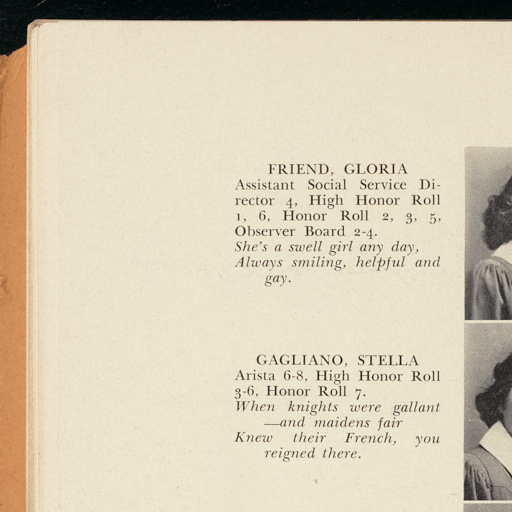 FRIEND, GLORIA
Assistant Social Service Di-
rector 4, High Honor Roll
1, 6, Honor Roll 2, 3, 5,
Observer Board 2-4.
She's a swell girl any day,
Always smiling, helpful and
gay.
GAGLIANO, STELLA
Arista 6-8, High Honor Roll
3-6, Honor Roll 7.
When knights were gallant
—and maidens fair
Knew their French, you
reigned there.